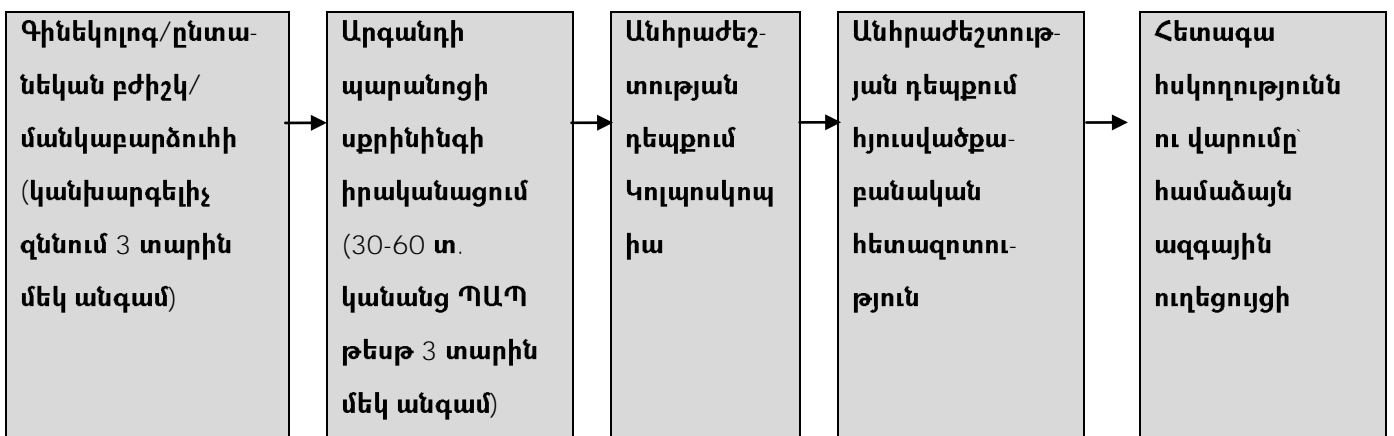 Գինեկոլոգ/ընտա-
նեկան բժիշկ/
մանկաբարձուհի
(կանխարգելիչ
զննում 3 տարին
մեկ անգամ)
Արգանդի
պարանոցի
սքրինինգի
իրականացում
(30-60 տ.
կանանց ՊԱՊ
թեսթ 3 տարին
մեկ անգամ)
Անհրաժեշ-
տության
դեպքում
Կոլպոսկոպ
իա
Անհրաժեշտութ-
յան դեպքում
հյուսվածքա-
բանական
հետազոտու-
թյուն
Հետագա
հսկողությունն
ու վարումը՝
համաձայն
ազգային
ուղեցույցի